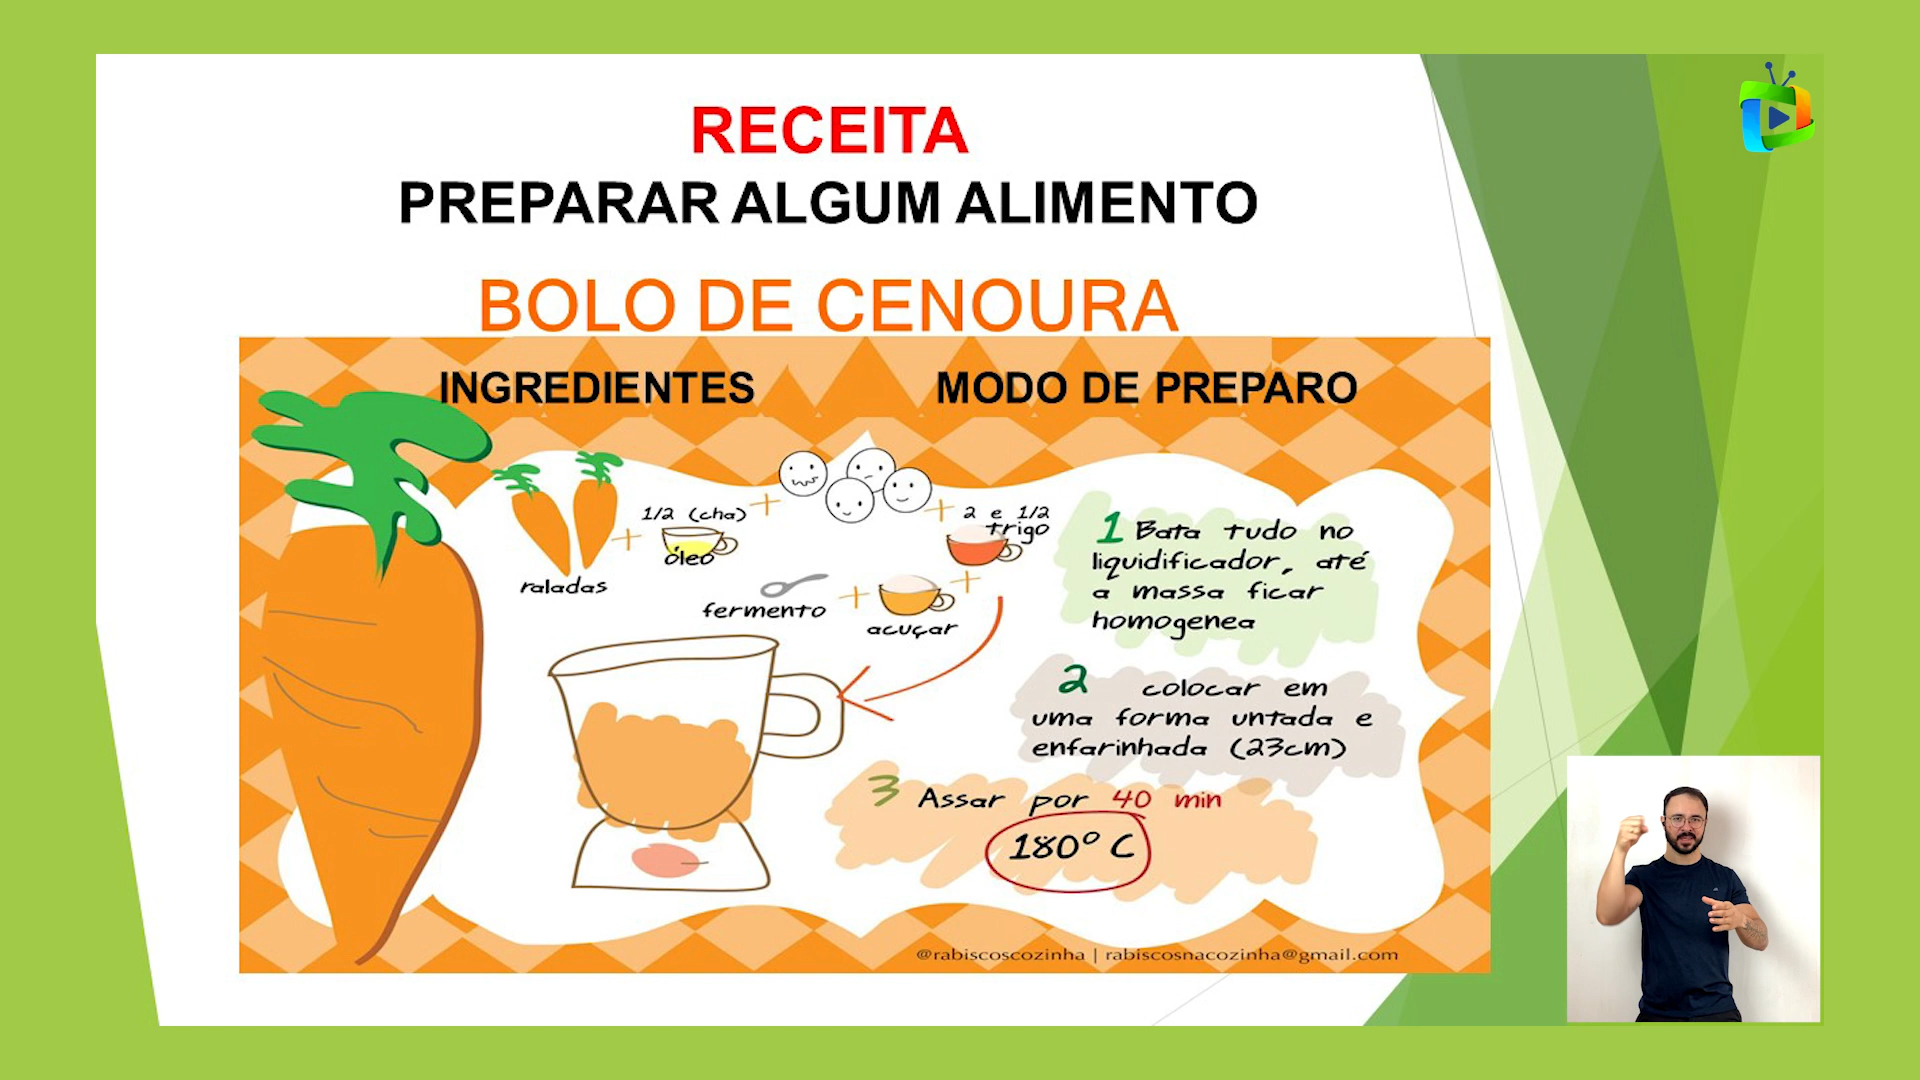 RECEITA
PREPARAR ALGUM ALIMENTO
BOLO DE CENOURA
INGREDIENTES
MODO DE PREPARO
raladas
1/2 (cha)
óleo
2 e 1/2
trigo
fermento
acuçar
1 Bata tudo no
liquidificador, até
a massa ficar
homogenea
2 colocar em
uma forma untada e
enfarinhada (23cm)
3 Assar por 40 min
180º C
@rabiscoscozinha | rabiscosnacozinha@gmail.com